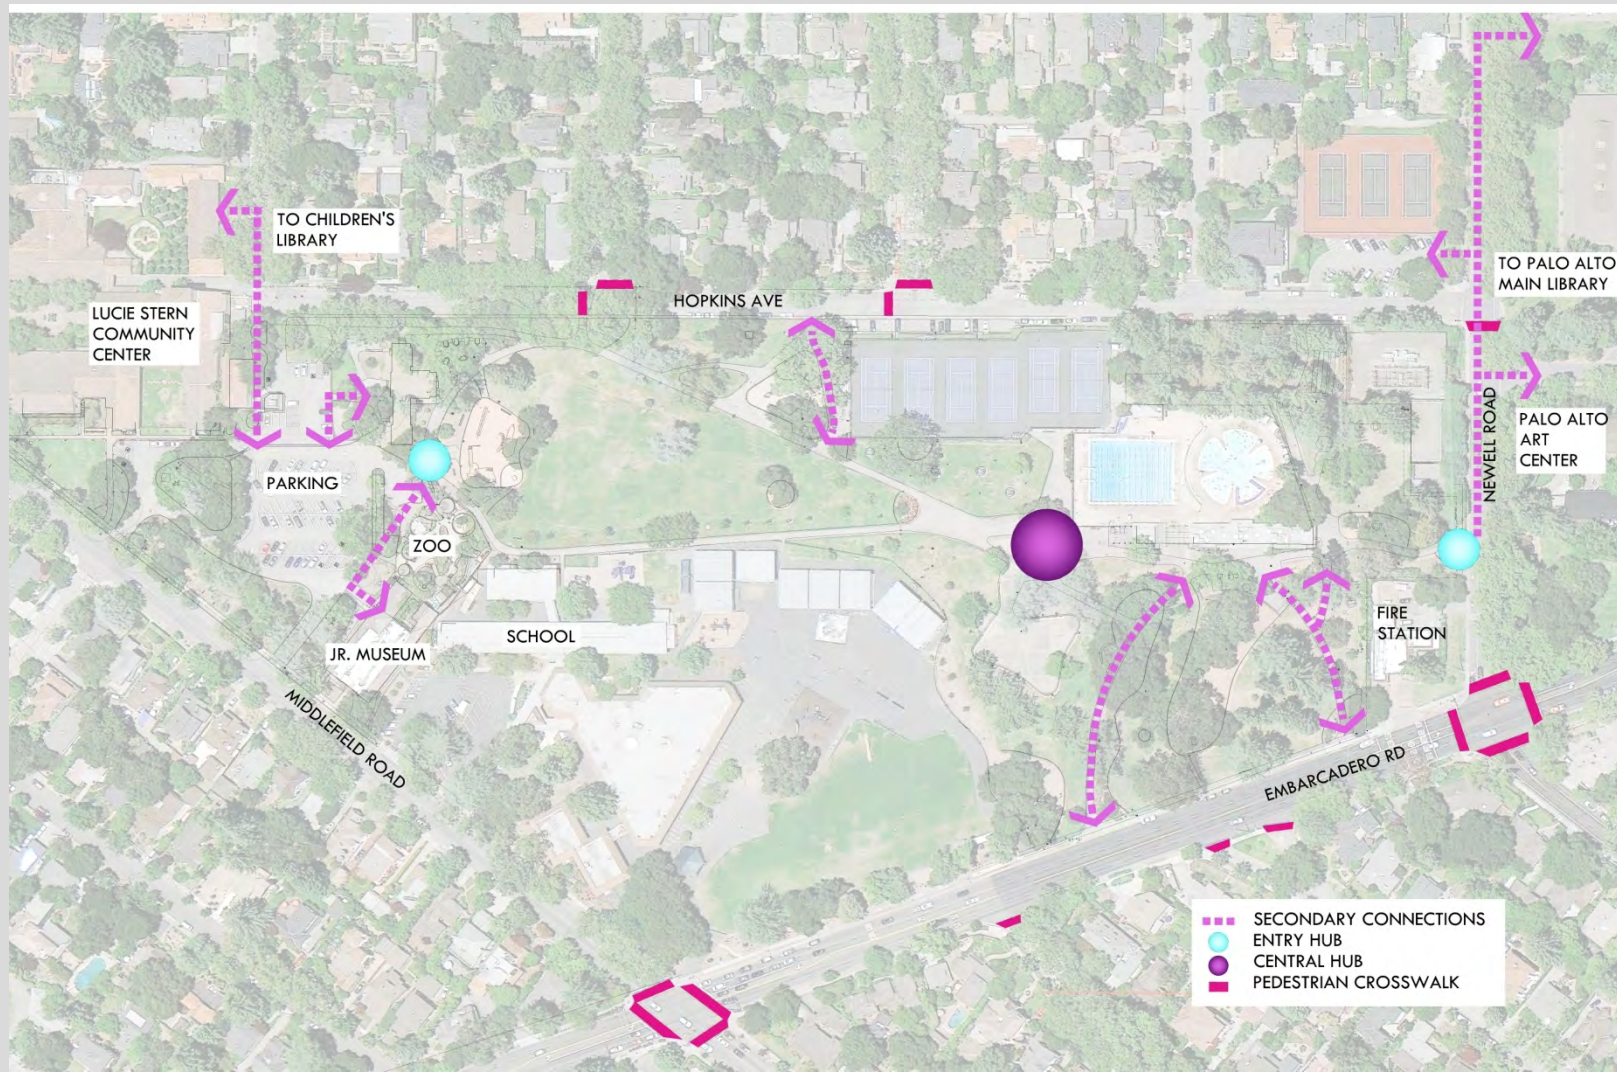 TO CHILDREN'S
LIBRARY
HOPKINS AVE
TO PALO ALTO
MAIN LIBRARY
LUCIE STERN
COMMUNITY
CENTER
NEWELL ROAD
PALO ALTO
ART
CENTER
PARKING
ZOO
FIRE
STATION
SCHOOL
JR. MUSEUM
MIDDLEFIELD ROAD
EMBARCADERO RD
SECONDARY CONNECTIONS
ENTRY HUB
CENTRAL HUB
PEDESTRIAN CROSSWALK